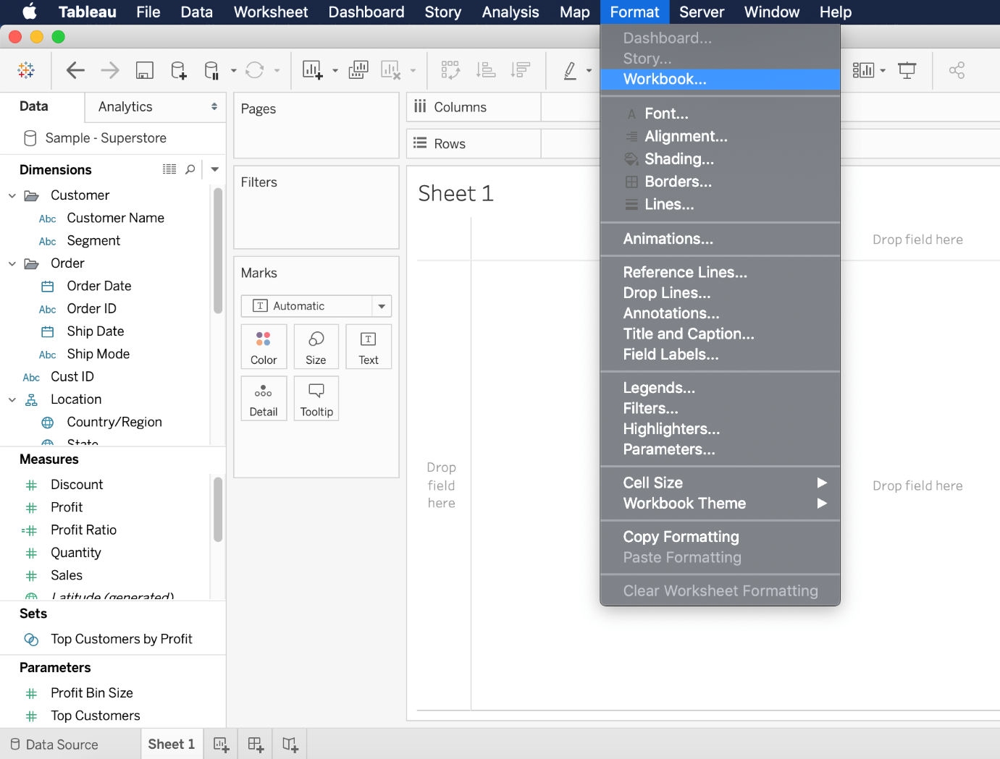 Tableau File Data Worksheet Dashboard Story Analysis Map Format Server Window Help
Data
Analytics
Sample - Superstore
Dimensions
Customer
Abc Customer Name
Abc Segment
Order
Order Date
Abc Order ID
Ship Date
Abc Ship Mode
Abc Cust ID
Location
Country/Region
State
Measures
Discount
Profit
Profit Ratio
Quantity
Sales
Latitude (generated)
Sets
Top Customers by Profit
Parameters
Profit Bin Size
Top Customers
Pages
Filters
Marks
T Automatic
Color
Size
T
Text
Detail
Tooltip
Columns
Rows
Sheet 1
Drop field here
Drop
field
here
Drop field here
Dashboard...
Story...
Workbook...
A Font...
Alignment...
Shading...
Borders...
Lines...
Animations...
Reference Lines...
Drop Lines...
Annotations...
Title and Caption...
Field Labels...
Legends...
Filters...
Highlighters...
Parameters...
Cell Size
Workbook Theme
Copy Formatting
Paste Formatting
Clear Worksheet Formatting
Data Source
Sheet 1